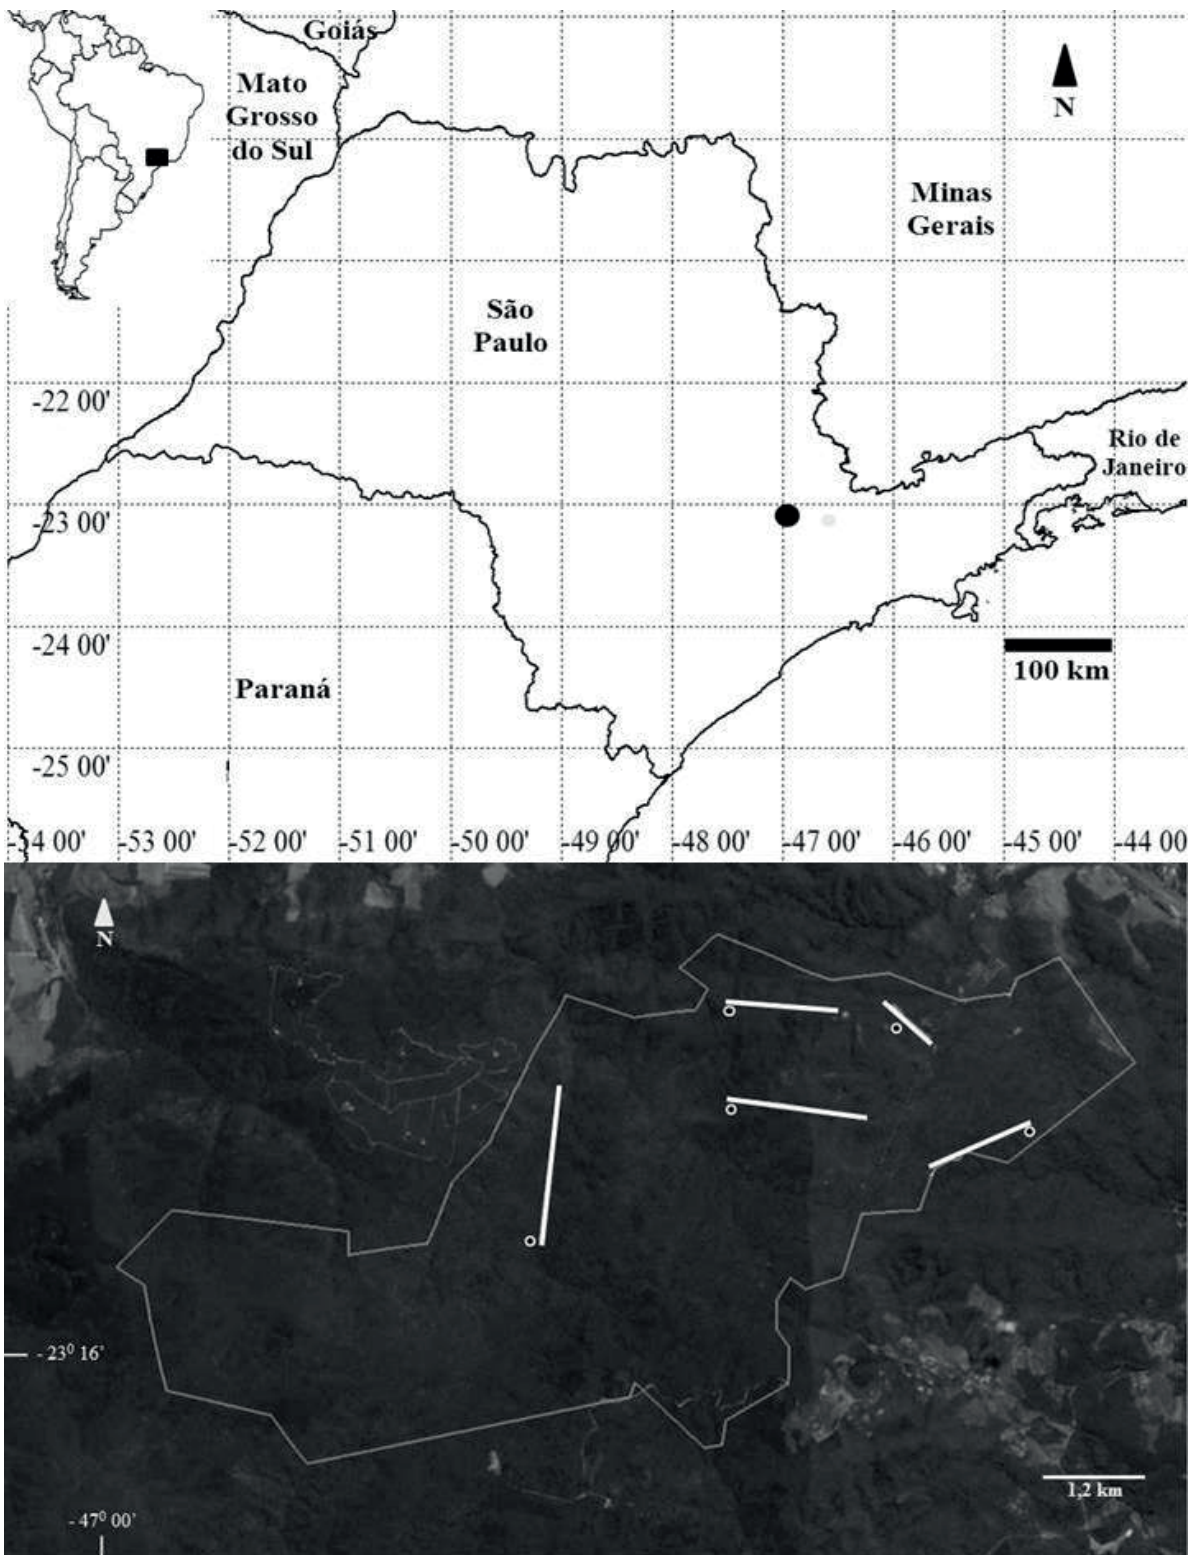 Goiás
Mato
Grosso
do Sul
N
Minas
Gerais
São
Paulo
-22 00'
Rio de
Janeiro
-23 00'
-24 00'
100 km
Paraná
-25 00'
-54 00' -53 00' -52 00' -51 00' -50 00' -49 00' -48 00' -47 00' -46 00' -45 00' -44 00
N
- 23⁰ 16'
1,2 km
- 47⁰ 00'